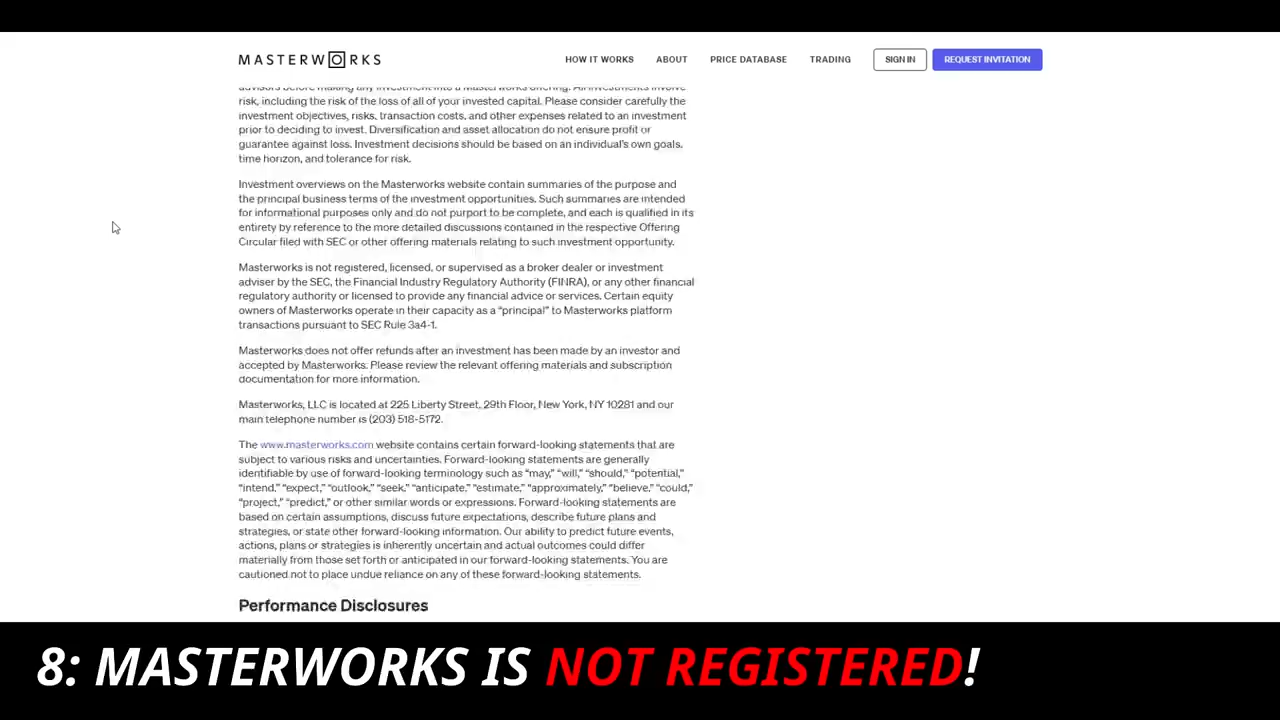 MASTERWORKS
HOW IT WORKS
ABOUT
PRICE DATABASE
TRADING
SIGN IN
REQUEST INVITATION
advisors before making any investment into a Masterworks offering. All investments involve
risk, including the risk of the loss of all of your invested capital. Please consider carefully the
investment objectives, risks, transaction costs, and other expenses related to an investment
prior to deciding to invest. Diversification and asset allocation do not ensure profit or
guarantee against loss. Investment decisions should be based on an individual's own goals,
time horizon, and tolerance for risk.
Investment overviews on the Masterworks website contain summaries of the purpose and
the principal business terms of the investment opportunities. Such summaries are intended
for informational purposes only and do not purport to be complete, and each is qualified in its
entirety by reference to the more detailed discussions contained in the respective Offering
Circular filed with SEC or other offering materials relating to such investment opportunity.
Masterworks is not registered, licensed, or supervised as a broker dealer or investment
adviser by the SEC, the Financial Industry Regulatory Authority (FINRA), or any other financial
regulatory authority or licensed to provide any financial advice or services. Certain equity
owners of Masterworks operate in their capacity as a “principal” to Masterworks platform
transactions pursuant to SEC Rule 3a4-1.
Masterworks does not offer refunds after an investment has been made by an investor and
accepted by Masterworks. Please review the relevant offering materials and subscription
documentation for more information.
Masterworks, LLC is located at 225 Liberty Street, 29th Floor, New York, NY 10281 and our
main telephone number is (203) 518-5172.
The www.masterworks.com website contains certain forward-looking statements that are
subject to various risks and uncertainties. Forward-looking statements are generally
identifiable by use of forward-looking terminology such as “may,” “will,” “should,” “potential,”
“intend,” “expect,” “outlook,” “seek,” “anticipate,” “estimate,” “approximately,” “believe,” “could,”
“project,” “predict,” or other similar words or expressions. Forward-looking statements are
based on certain assumptions, discuss future expectations, describe future plans and
strategies, or state other forward-looking information. Our ability to predict future events,
actions, plans or strategies is inherently uncertain and actual outcomes could differ
materially from those set forth or anticipated in our forward-looking statements. You are
cautioned not to place undue reliance on any of these forward-looking statements.
Performance Disclosures
8: MASTERWORKS IS NOT REGISTERED!